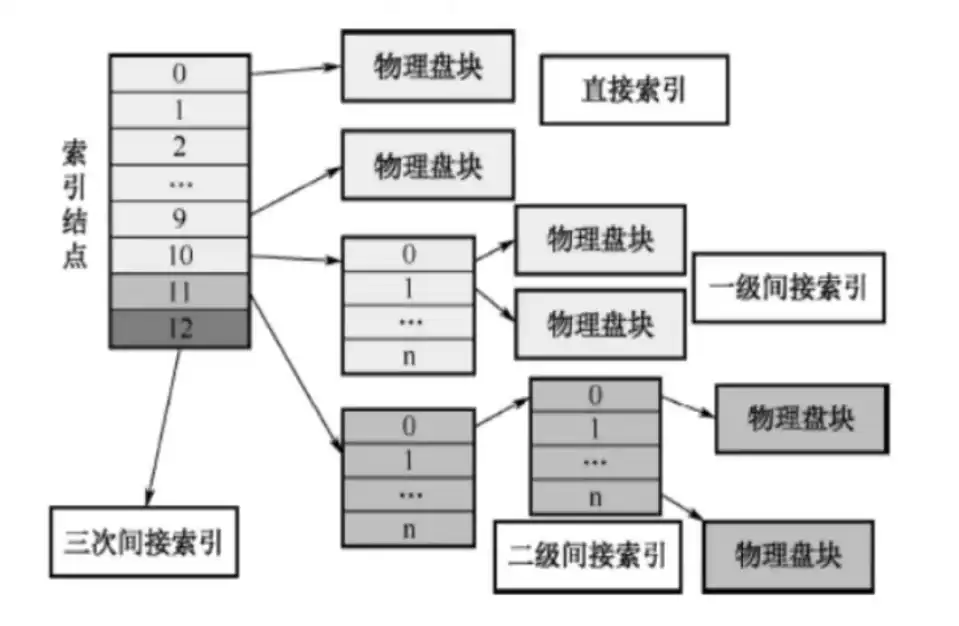 索引结点
0
1
2
...
9
10
11
12
物理盘块
直接索引
物理盘块
0
1
...
n
物理盘块
物理盘块
一级间接索引
0
1
...
n
0
1
...
n
物理盘块
物理盘块
二级间接索引
三次间接索引